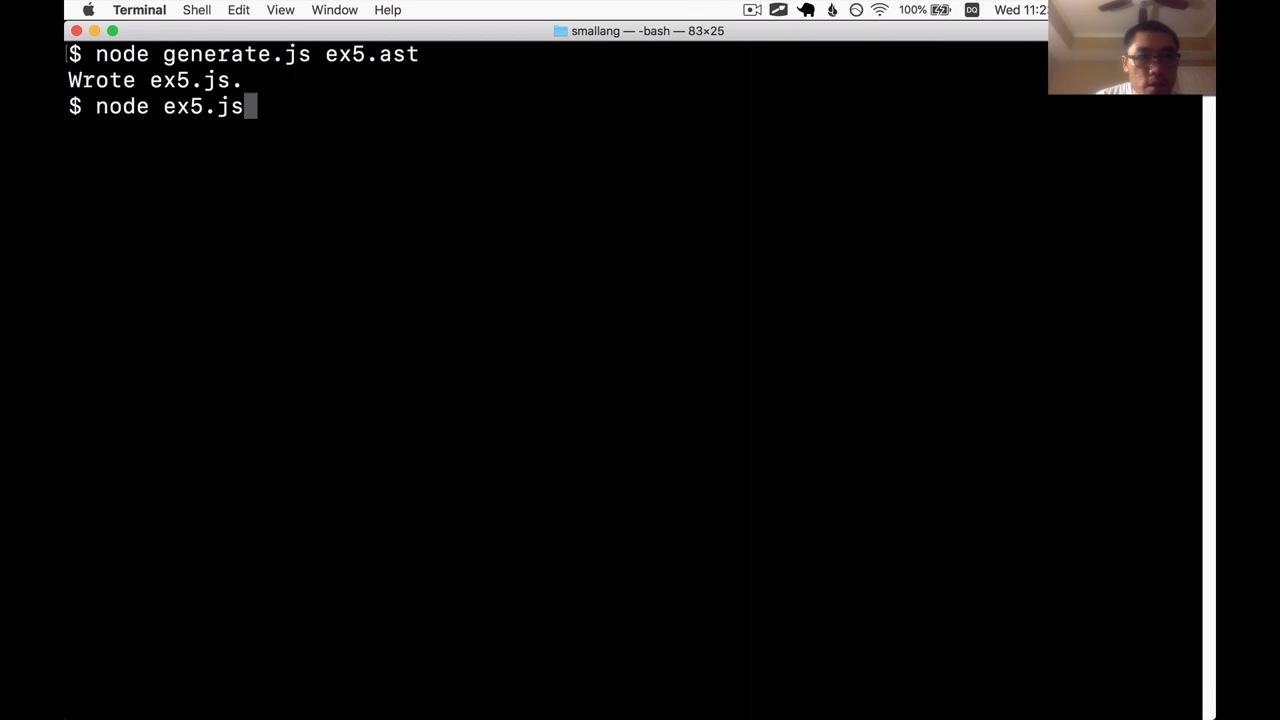 Terminal Shell Edit View Window Help 100% DQ Wed 11:2
smallang — -bash — 83×25
$ node generate.js ex5.ast
Wrote ex5.js.
$ node ex5.js